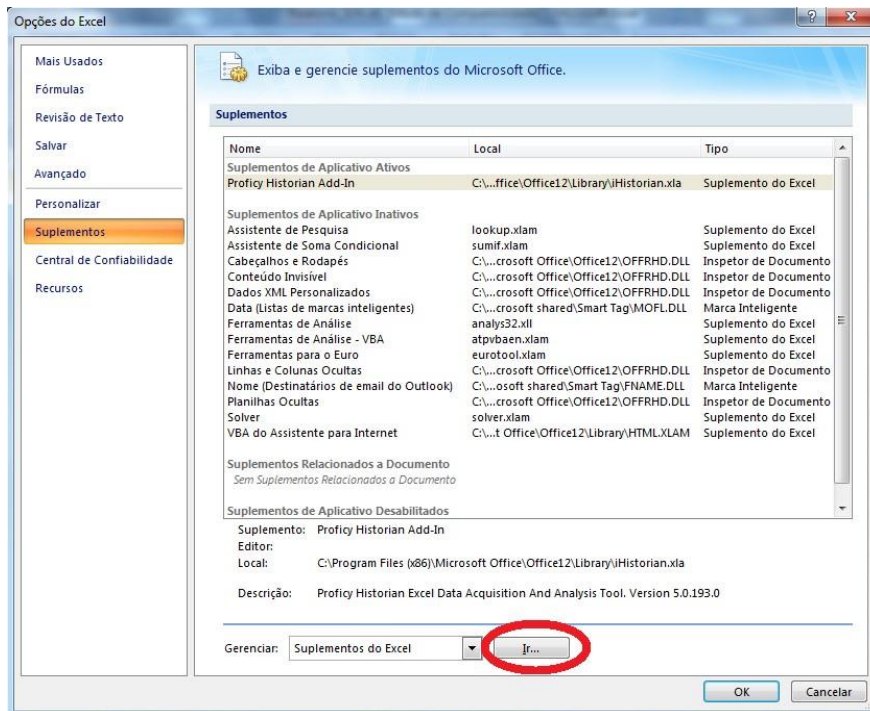 Opções do Excel
Mais Usados
Fórmulas
Revisão de Texto
Salvar
Avançado
Personalizar
Suplementos
Central de Confiabilidade
Recursos
Exiba e gerencie suplementos do Microsoft Office.
Suplementos
Nome Local Tipo
Suplementos de Aplicativo Ativos
Proficy Historian Add-In C:\...ffice\Office12\Library\iHistorian.xla Suplemento do Excel
Suplementos de Aplicativo Inativos
Assistente de Pesquisa lookup.xlam Suplemento do Excel
Assistente de Soma Condicional sumif.xlam Suplemento do Excel
Cabeçalhos e Rodapés C:\...crosoft Office\Office12\OFFRHD.DLL Inspetor de Documento
Conteúdo Invisível C:\...crosoft Office\Office12\OFFRHD.DLL Inspetor de Documento
Dados XML Personalizados C:\...crosoft Office\Office12\OFFRHD.DLL Inspetor de Documento
Data (Listas de marcas inteligentes) C:\...crosoft shared\Smart Tag\MOFL.DLL Marca Inteligente
Ferramentas de Análise analys32.xll Suplemento do Excel
Ferramentas de Análise - VBA atpvbaen.xlam Suplemento do Excel
Ferramentas para o Euro eurotool.xlam Suplemento do Excel
Linhas e Colunas Ocultas C:\...crosoft Office\Office12\OFFRHD.DLL Inspetor de Documento
Nome (Destinatários de email do Outlook) C:\...osoft shared\Smart Tag\FNAME.DLL Marca Inteligente
Planilhas Ocultas C:\...crosoft Office\Office12\OFFRHD.DLL Inspetor de Documento
Solver solver.xlam Suplemento do Excel
VBA do Assistente para Internet C:\...t Office\Office12\Library\HTML.XLAM Suplemento do Excel
Suplementos Relacionados a Documento
Sem Suplementos Relacionados a Documento
Suplementos de Aplicativo Desabilitados
Suplemento: Proficy Historian Add-In
Editor:
Local: C:\Program Files (x86)\Microsoft Office\Office12\Library\iHistorian.xla
Descrição: Proficy Historian Excel Data Acquisition And Analysis Tool. Version 5.0.193.0
Gerenciar: Suplementos do Excel Ir...
OK Cancelar